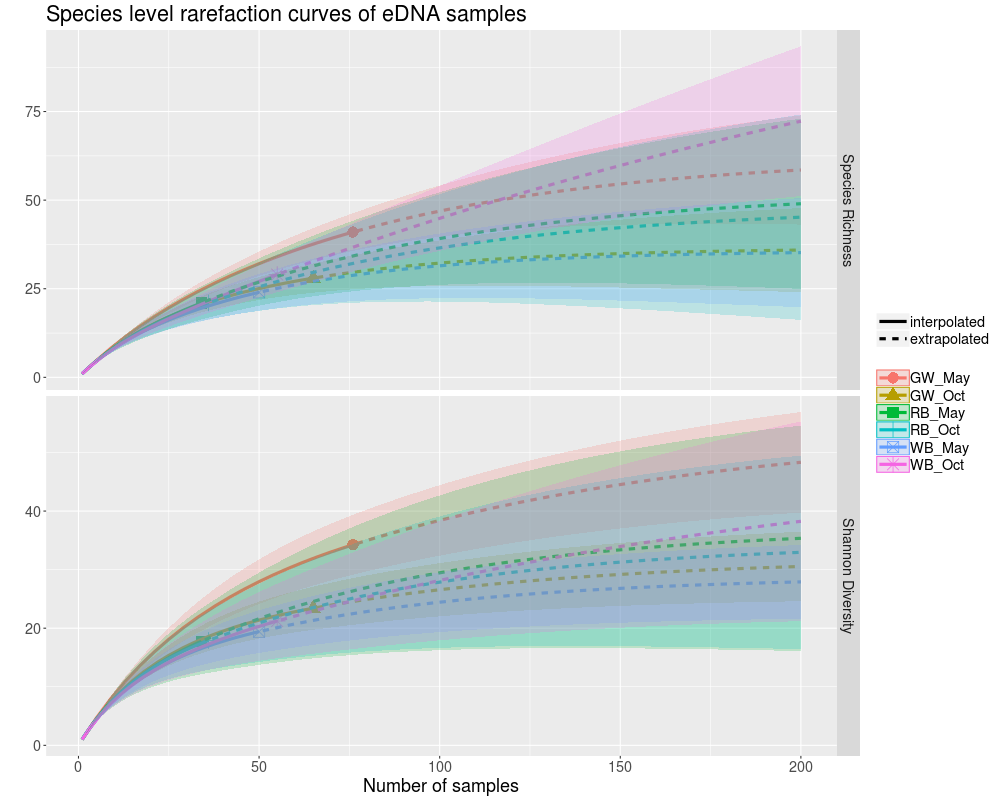 Species level rarefaction curves of eDNA samples
75
50
25
0
Species Richness
40
20
0
Shannon Diversity
0 50 100 150 200
Number of samples
interpolated
extrapolated
GW_May
GW_Oct
RB_May
RB_Oct
WB_May
WB_Oct